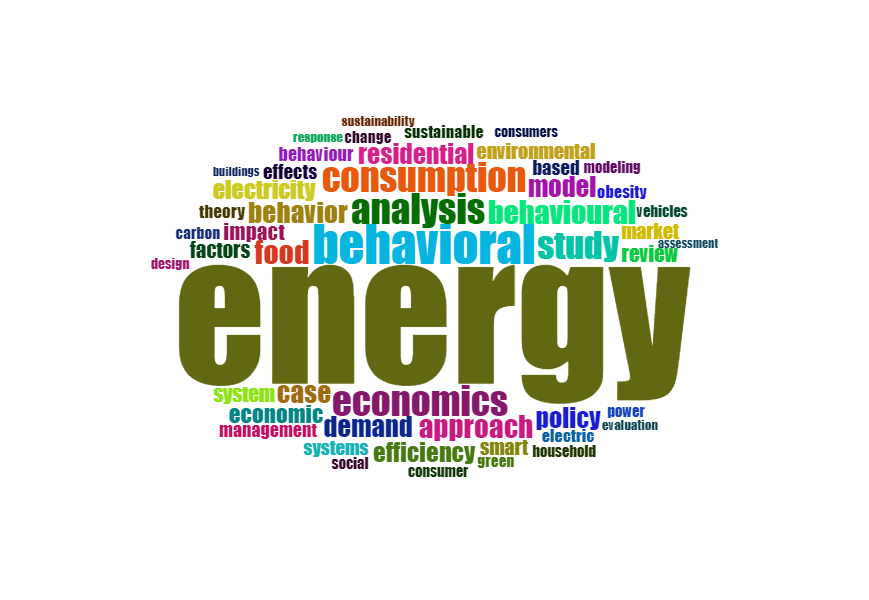 sustainability
response change sustainable consumers
behaviour residential environmental
buildings effects consumption based modeling
electricity model obesity
theory behavior analysis behavioural vehicles
carbon impact behavioral study market
factors food review assessment
design
energy
system case economics
economic demand approach policy power
management electric evaluation
systems efficiency smart household
social green
consumer